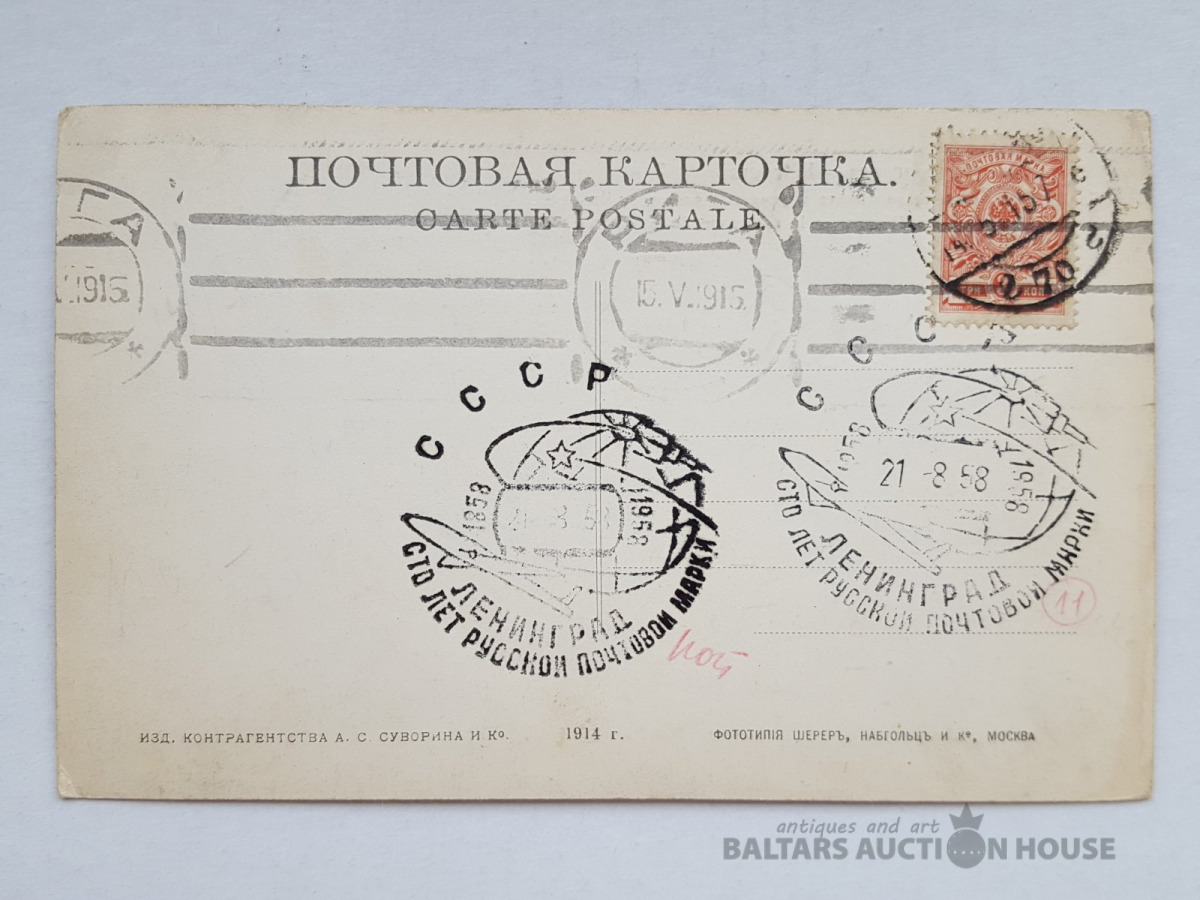 ПОЧТОВАЯ КАРТОЧКА.
CARTE POSTALE
ГА
.1915.
15.V.1915.
СССР
1858
1958
ЛЕНИНГРАД
СТО ЛЕТ РУССКОЙ ПОЧТОВОЙ МАРКИ
СССР
1858
21-8 58
1958
ЛЕНИНГРАД
СТО ЛЕТ РУССКОЙ ПОЧТОВОЙ МАРКИ
11
ИЗД. КОНТРАГЕНТСТВА А. С. СУВОРИНА И Ко.
1914 г.
ФОТОТИПІЯ ШЕРЕРЪ, НАБГОЛЬЦЪ И Ко, МОСКВА
antiques and art
BALTARS AUCTION HOUSE